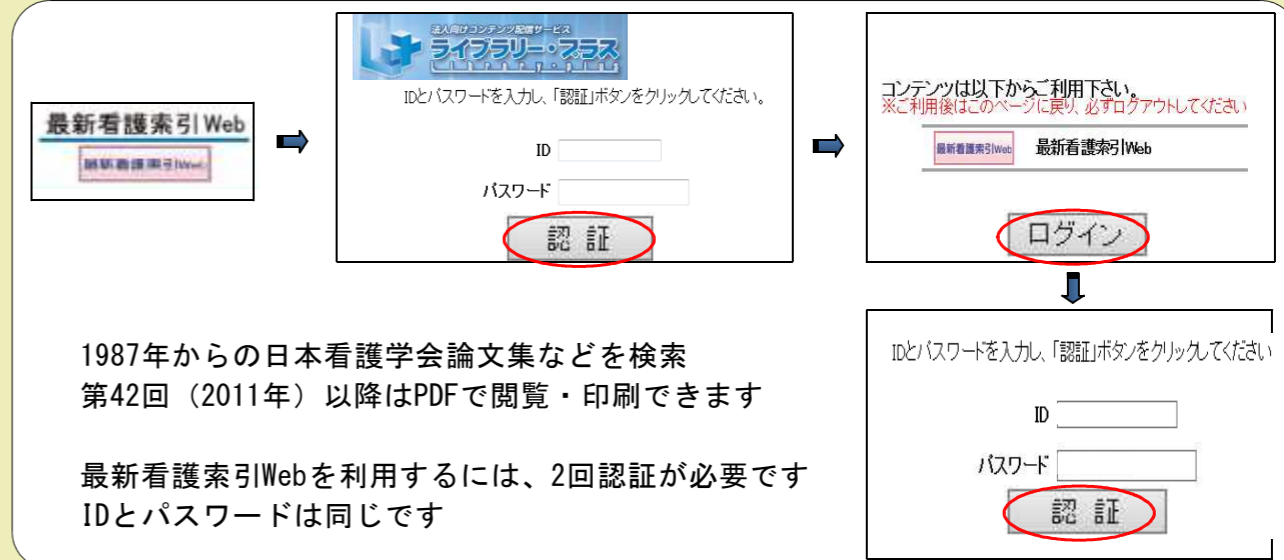 最新看護索引Web
最新看護索引Web
法人向けコンテンツ配信サービス
ライブラリー・プラス
Library-plus
IDとパスワードを入力し、「認証」ボタンをクリックしてください。
ID
パスワード
認 証
コンテンツは以下からご利用下さい。
※ご利用後はこのページに戻り、必ずログアウトしてください
最新看護索引Web 最新看護索引Web
ログイン
1987年からの日本看護学会論文集などを検索
第42回（2011年）以降はPDFで閲覧・印刷できます
最新看護索引Webを利用するには、2回認証が必要です
IDとパスワードは同じです
IDとパスワードを入力し、「認証」ボタンをクリックしてください
ID
パスワード
認 証